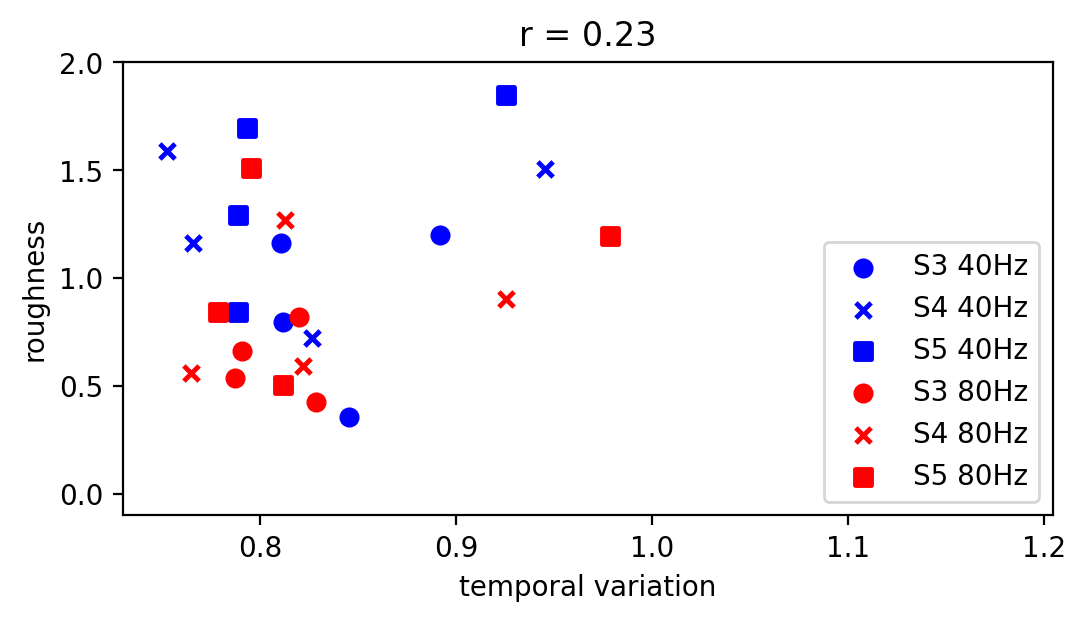 r = 0.23
2.0
1.5
1.0
0.5
0.0
roughness
0.8 0.9 1.0 1.1 1.2
temporal variation
S3 40Hz
S4 40Hz
S5 40Hz
S3 80Hz
S4 80Hz
S5 80Hz